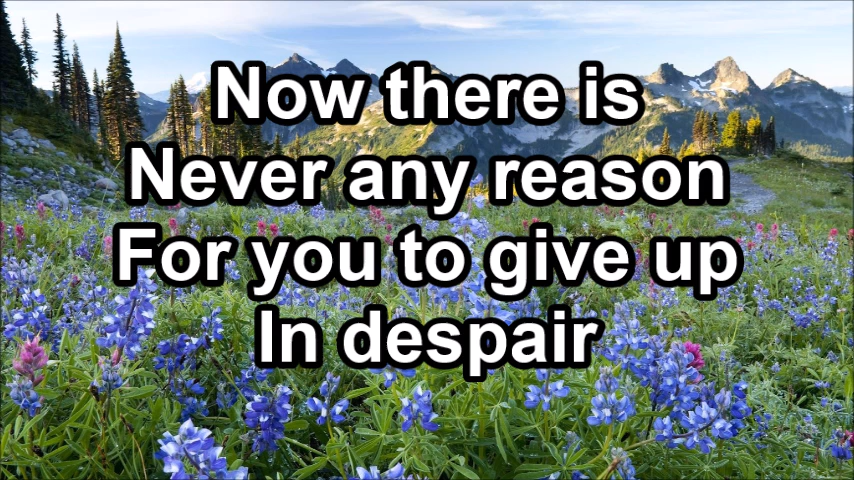 Now there is
Never any reason
For you to give up
In despair